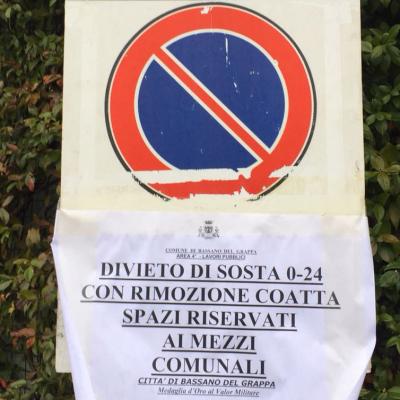 COMUNE DI BASSANO DEL GRAPPA
AREA 4° - LAVORI PUBBLICI
DIVIETO DI SOSTA 0-24
CON RIMOZIONE COATTA
SPAZI RISERVATI
AI MEZZI
COMUNALI
CITTA' DI BASSANO DEL GRAPPA
Medaglia d'Oro al Valor Militare